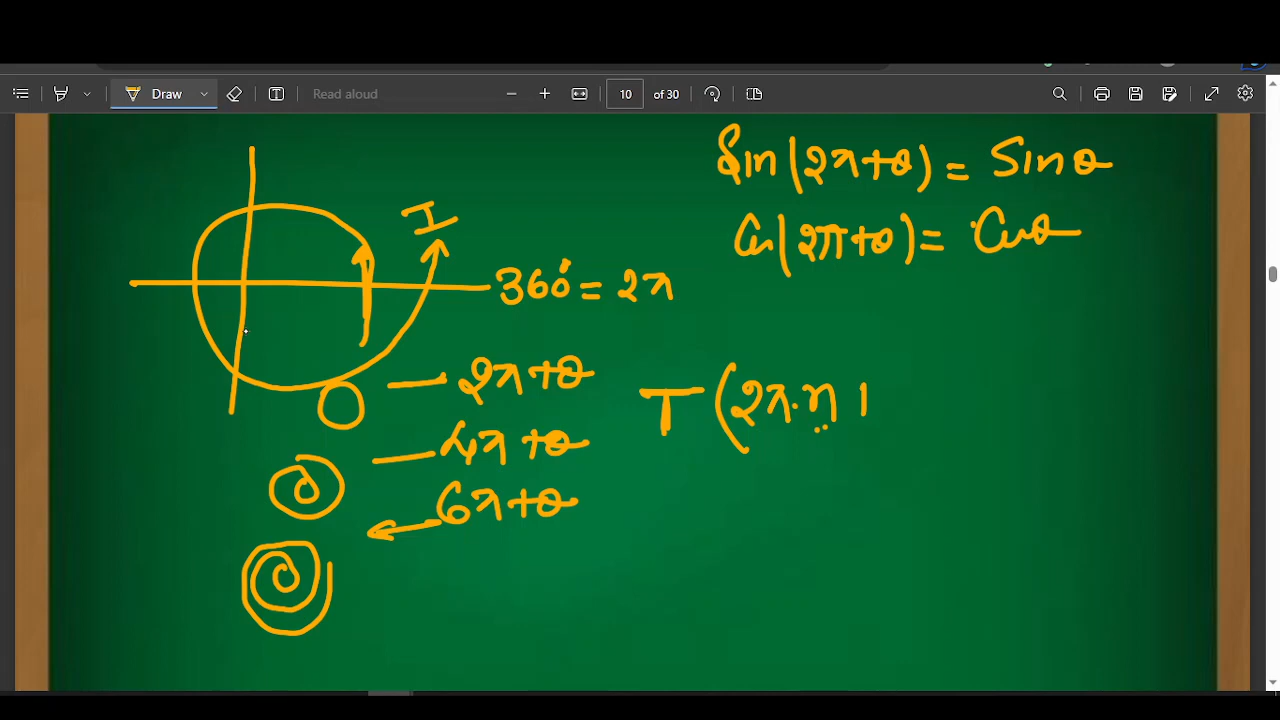 Draw
Read aloud
10 of 30
Sin(2π+θ) = Sinθ
Cos(2π+θ) = Cosθ
I
360° = 2π
2π+θ
4π+θ
6π+θ
T(2π·n